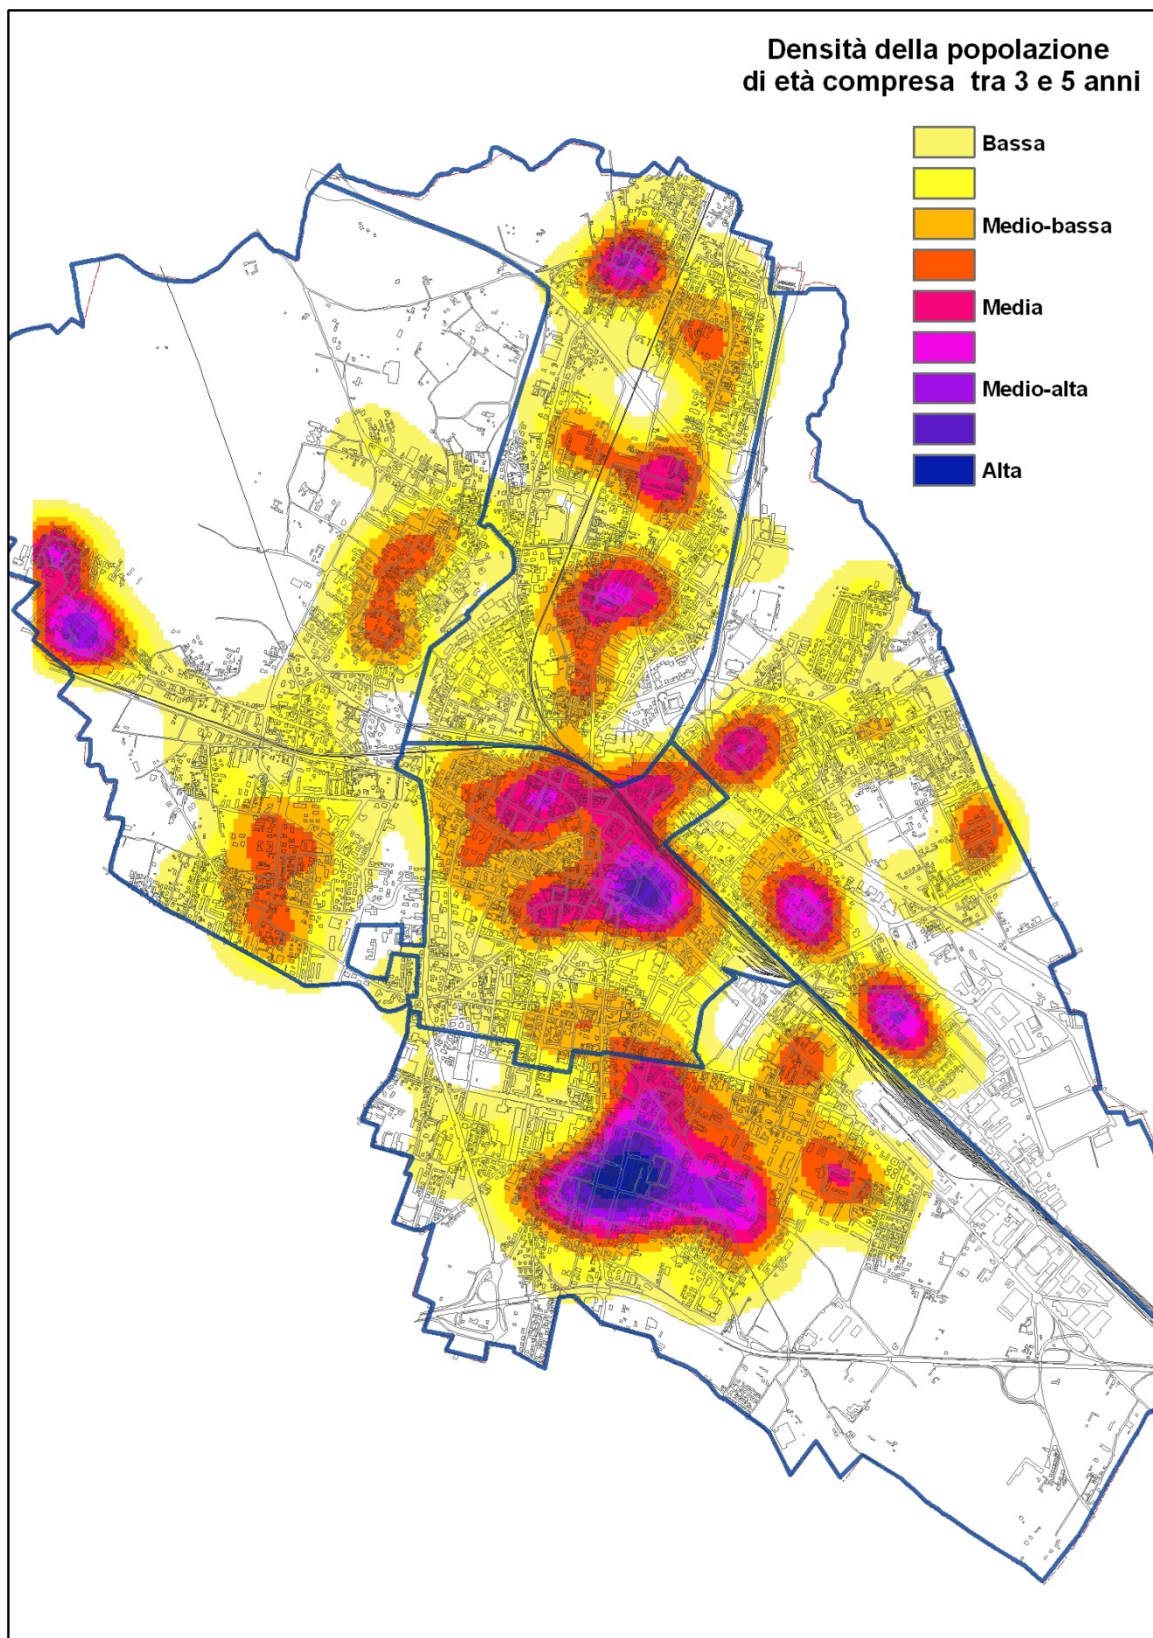 Densità della popolazione
di età compresa tra 3 e 5 anni
Bassa
Medio-bassa
Media
Medio-alta
Alta